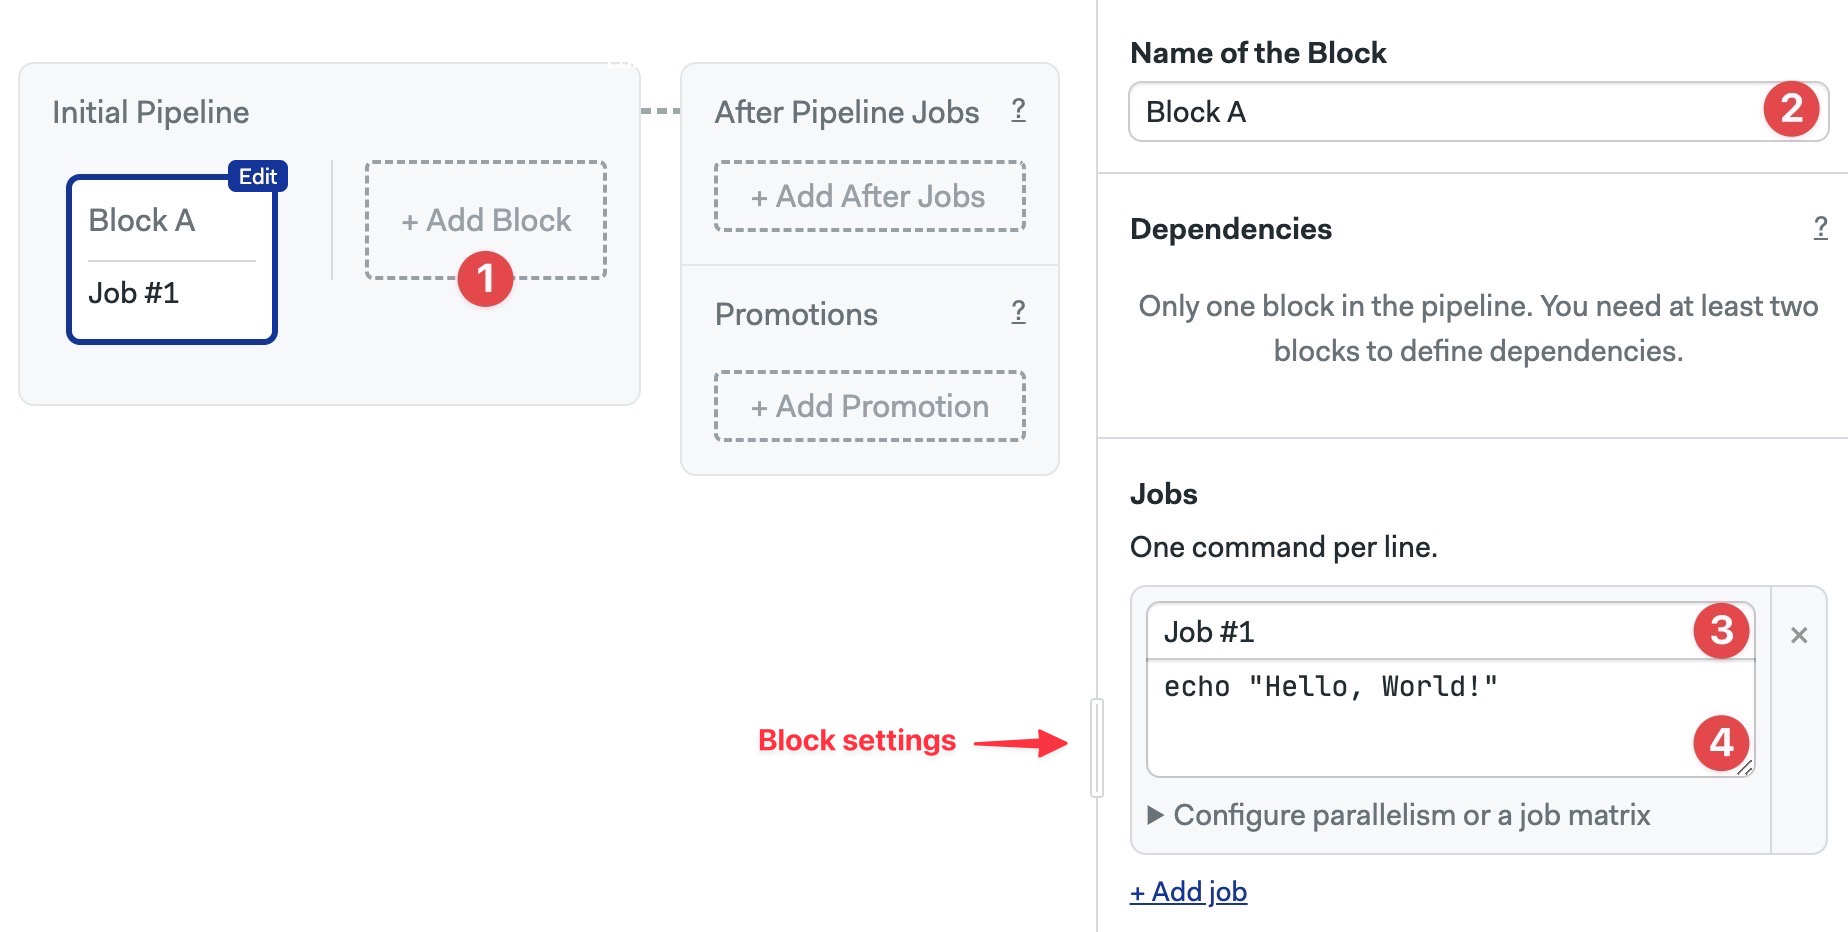 Initial Pipeline
Edit
Block A
Job #1
+ Add Block
1
After Pipeline Jobs ?
+ Add After Jobs
Promotions ?
+ Add Promotion
Block settings
Name of the Block
Block A 2
Dependencies ?
Only one block in the pipeline. You need at least two
blocks to define dependencies.
Jobs
One command per line.
Job #1 3
×
echo "Hello, World!"
4
Configure parallelism or a job matrix
+ Add job